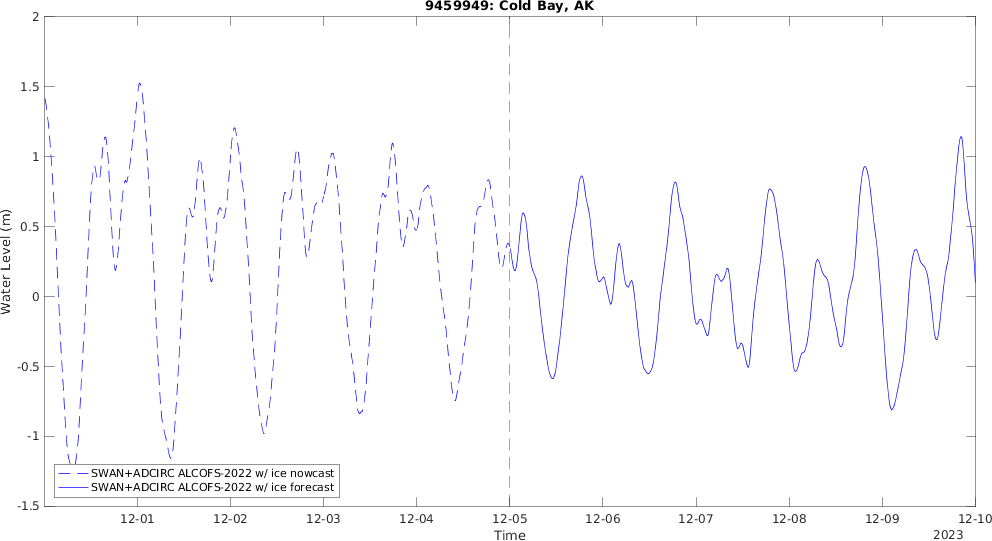 9459949: Cold Bay, AK
Water Level (m)
2
1.5
1
0.5
0
-0.5
-1
-1.5
SWAN+ADCIRC ALCOFS-2022 w/ ice nowcast
SWAN+ADCIRC ALCOFS-2022 w/ ice forecast
12-01 12-02 12-03 12-04 12-05 12-06 12-07 12-08 12-09 12-10
Time
2023